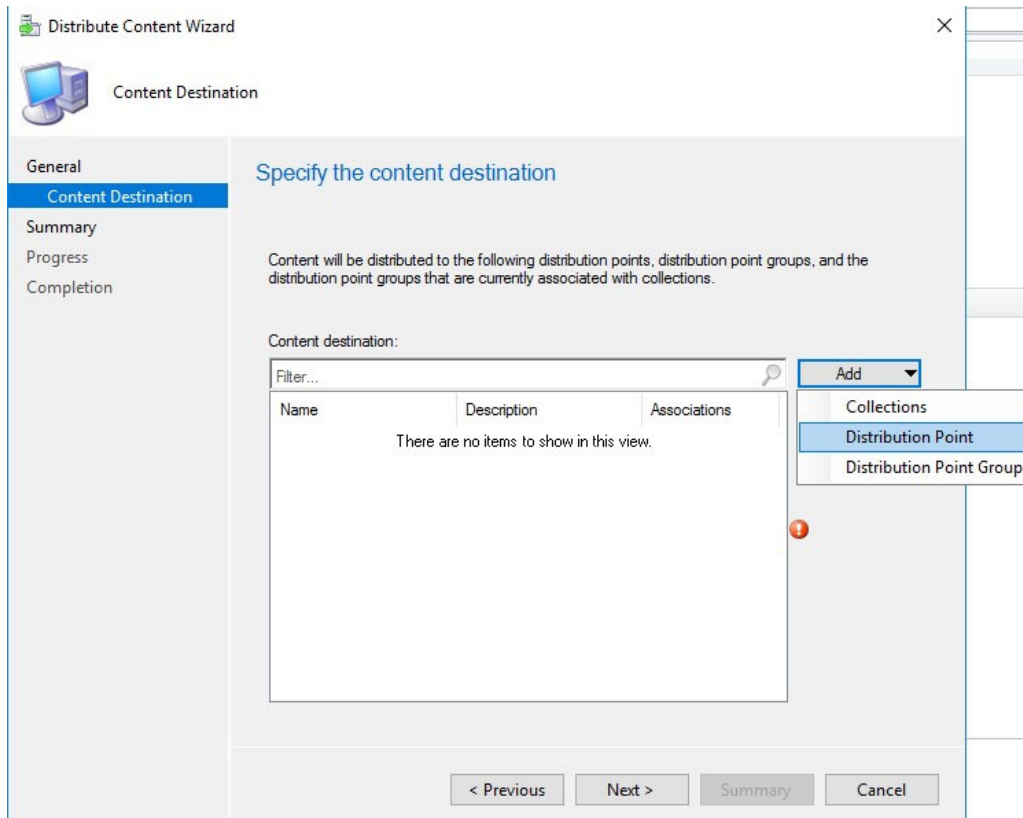 Distribute Content Wizard
Content Destination
General
Content Destination
Summary
Progress
Completion
Specify the content destination
Content will be distributed to the following distribution points, distribution point groups, and the
distribution point groups that are currently associated with collections.
Content destination:
Filter...
Add
Name Description Associations
There are no items to show in this view.
Collections
Distribution Point
Distribution Point Group
< Previous Next > Summary Cancel